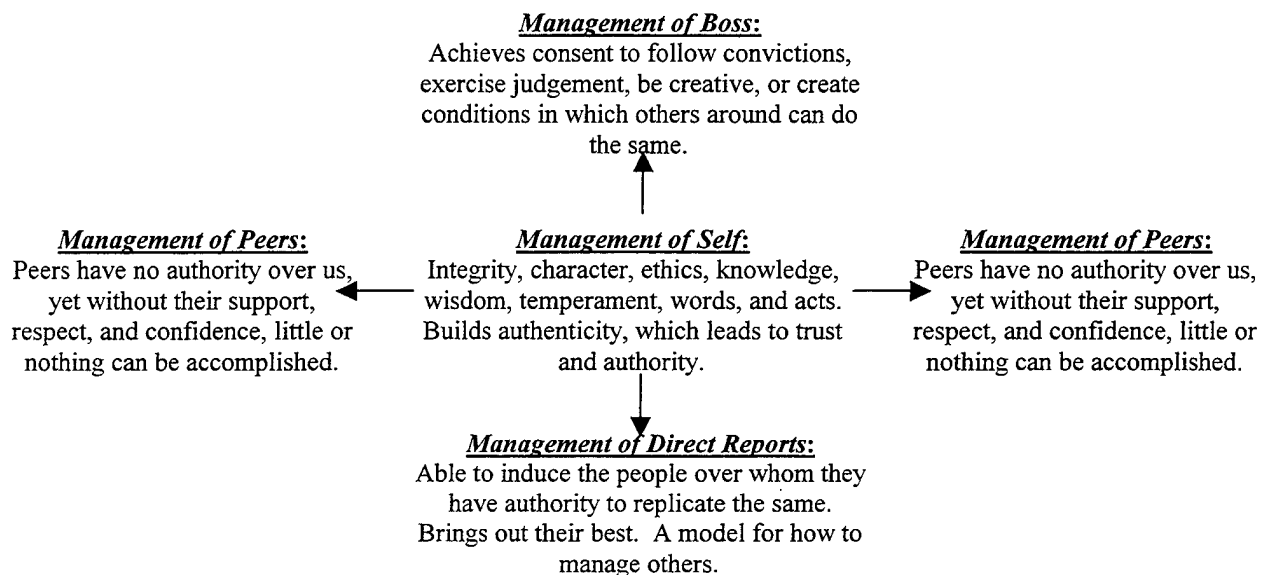 Management of Boss:
Achieves consent to follow convictions,
exercise judgement, be creative, or create
conditions in which others around can do
the same.
Management of Peers:
Peers have no authority over us,
yet without their support,
respect, and confidence, little or
nothing can be accomplished.
Management of Self:
Integrity, character, ethics, knowledge,
wisdom, temperament, words, and acts.
Builds authenticity, which leads to trust
and authority.
Management of Peers:
Peers have no authority over us,
yet without their support,
respect, and confidence, little or
nothing can be accomplished.
Management of Direct Reports:
Able to induce the people over whom they
have authority to replicate the same.
Brings out their best. A model for how to
manage others.